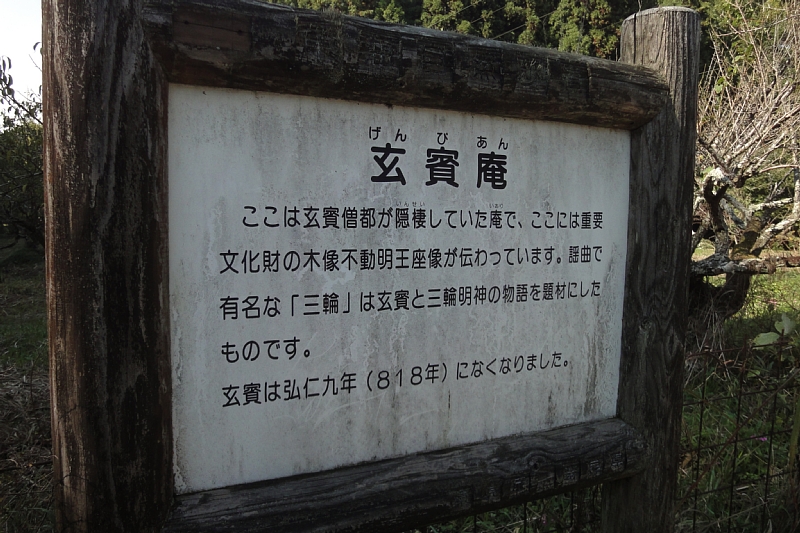 げんぴあん
玄賓庵
ここは玄賓僧都が隠棲していた庵で、ここには重要
文化財の木像不動明王座像が伝わっています。謡曲で
有名な「三輪」は玄賓と三輪明神の物語を題材にした
ものです。
玄賓は弘仁九年（818年）になくなりました。